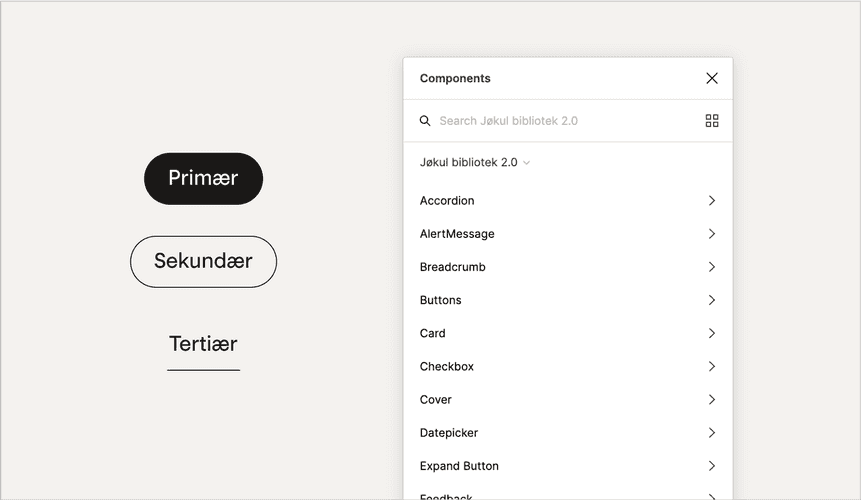 Primær
Sekundær
Tertiær
Components
Search Jøkul bibliotek 2.0
Jøkul bibliotek 2.0
Accordion
AlertMessage
Breadcrumb
Buttons
Card
Checkbox
Cover
Datepicker
Expand Button
Feedback